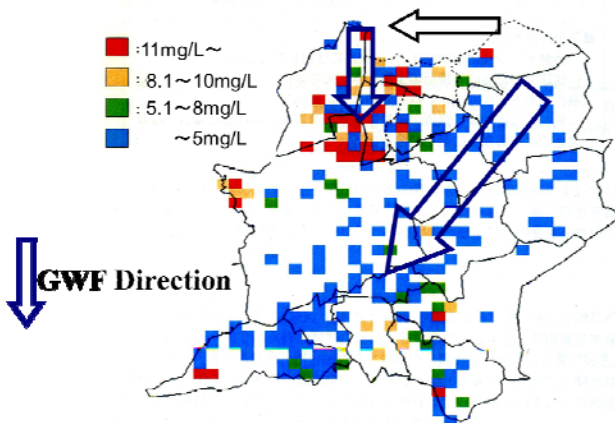 :11mg/L～
:8.1～10mg/L
:5.1～8mg/L
～5mg/L
GWF Direction